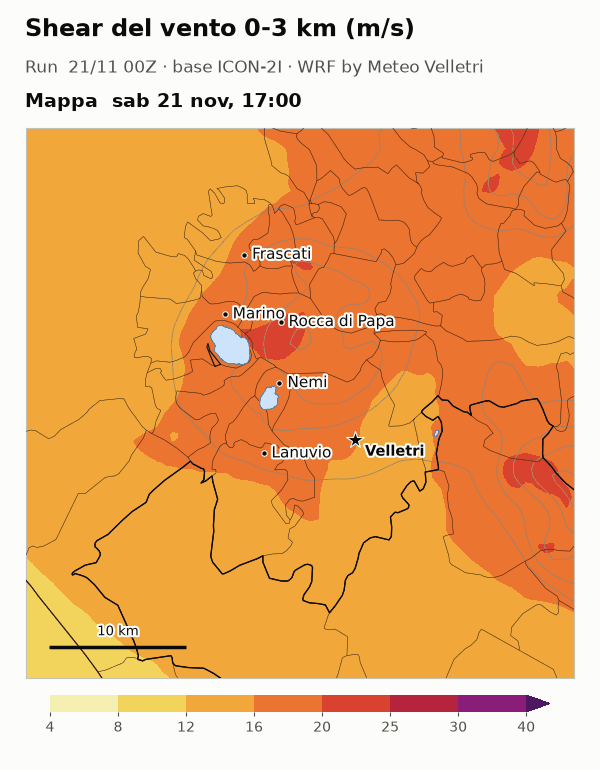 Shear del vento 0-3 km (m/s)
Run  21/11 00Z · base ICON-2I · WRF by Meteo Velletri
Mappa  sab 21 nov, 17:00
Frascati
Marino
Rocca di Papa
Nemi
Velletri
Lanuvio
10 km
4 8 12 16 20 25 30 40